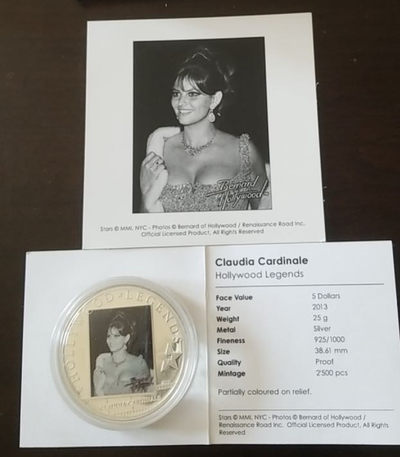 Bernard
of
Hollywood
Stars © MMI, NYC - Photos © Bernard of Hollywood / Renaissance Road Inc.
Official Licensed Product, All Rights Reserved
Claudia Cardinale
Hollywood Legends
Face Value 5 Dollars
Year 2013
Weight 25 g
Metal Silver
Fineness 925/1000
Size 38.61 mm
Quality Proof
Mintage 2'500 pcs
Partially coloured on relief.
Stars © MMI, NYC - Photos © Bernard of Hollywood /
Renaissance Road Inc. Official Licensed Product, All Rights
Reserved
HOLLYWOOD LEGENDS